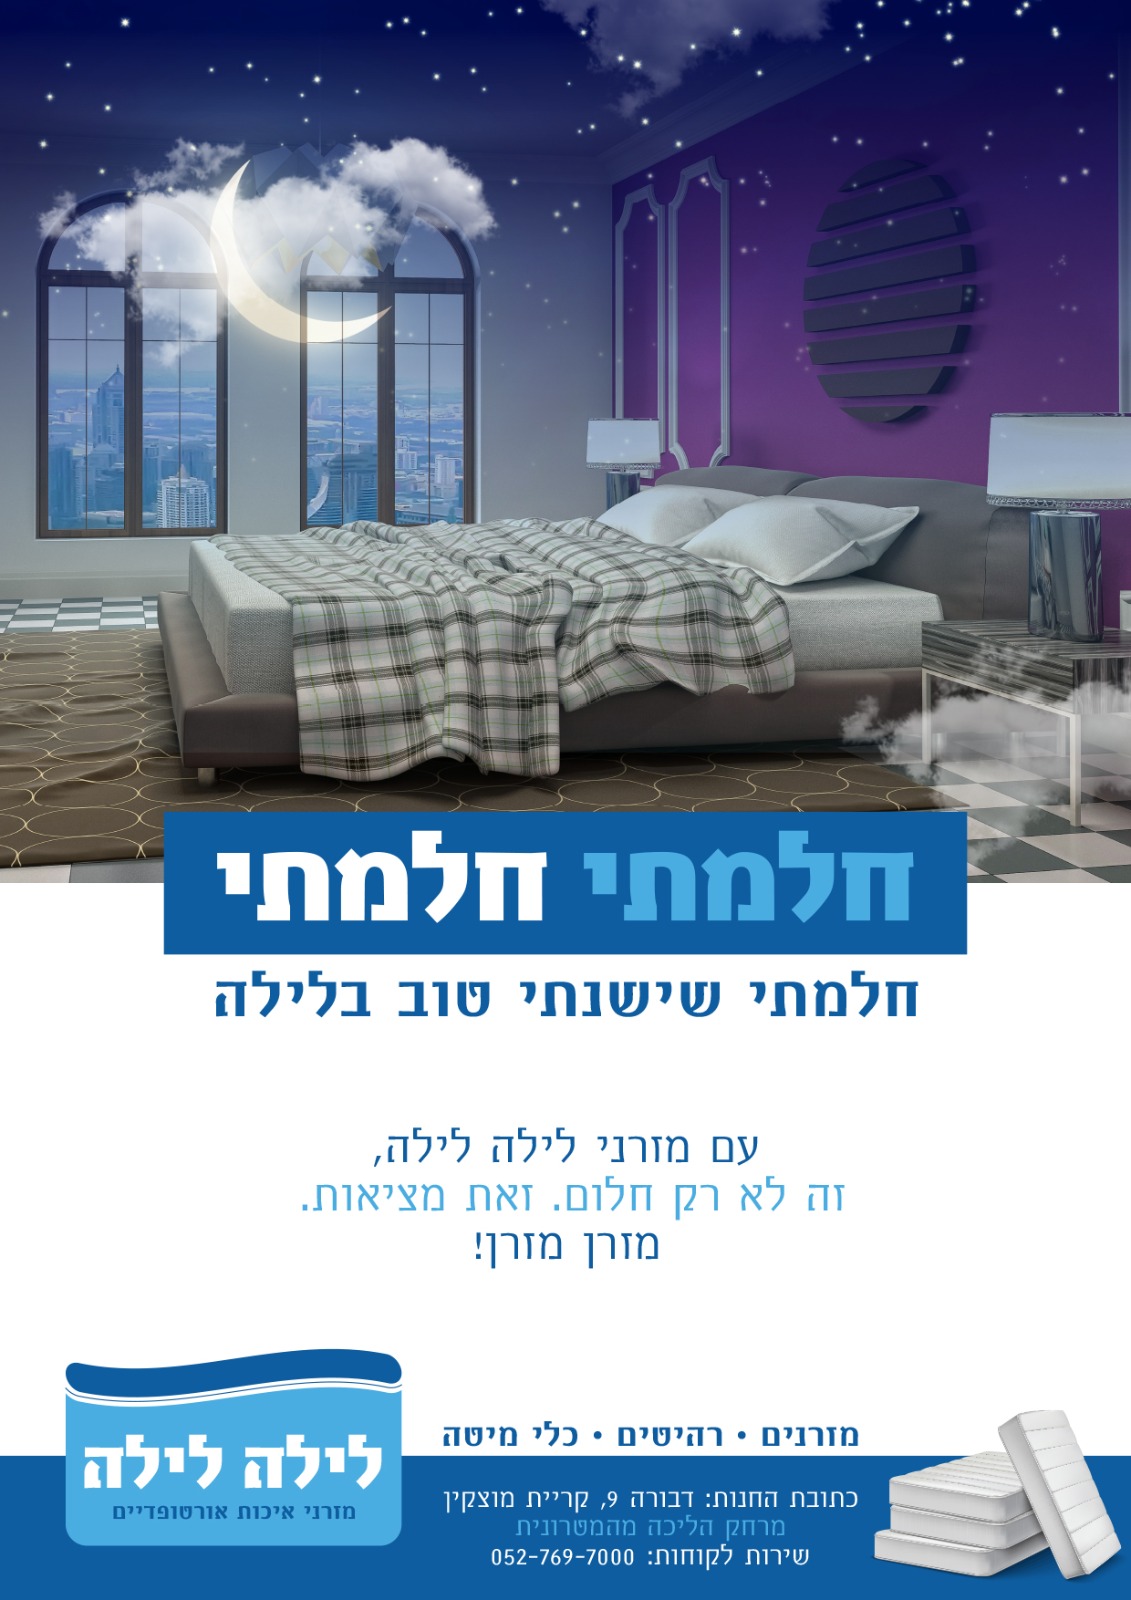 חלמתי חלמתי
חלמתי שישנתי טוב בלילה
עם מזרני לילה לילה,
זה לא רק חלום. זאת מציאות.
מזרן מזרן!
לילה לילה
מזרני איכות אורטופדיים
מזרנים • רהיטים • כלי מיטה
כתובת החנות: דבורה 9, קריית מוצקין
מרחק הליכה מהמטרונית
שירות לקוחות: 052-769-7000